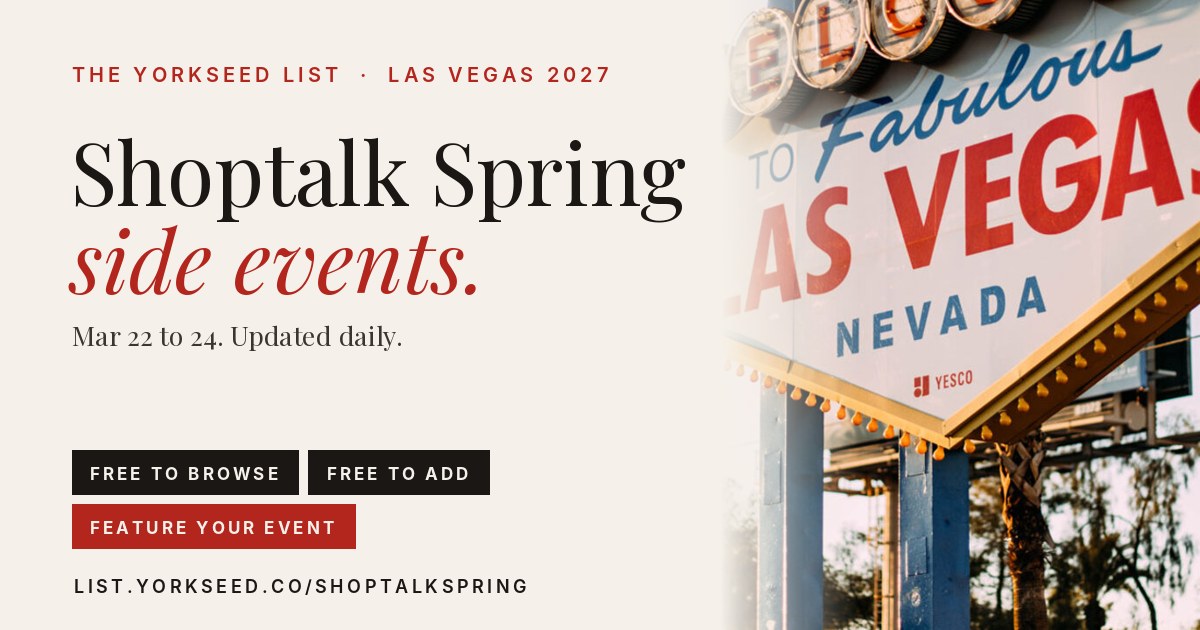 THE YORKSEED LIST · LAS VEGAS 2027
Shoptalk Spring
side events.
Mar 22 to 24. Updated daily.
FREE TO BROWSE
FREE TO ADD
FEATURE YOUR EVENT
LIST.YORKSEED.CO/SHOPTALKSPRING
ELCO
TO Fabulous
LAS VEGAS
NEVADA
YESCO